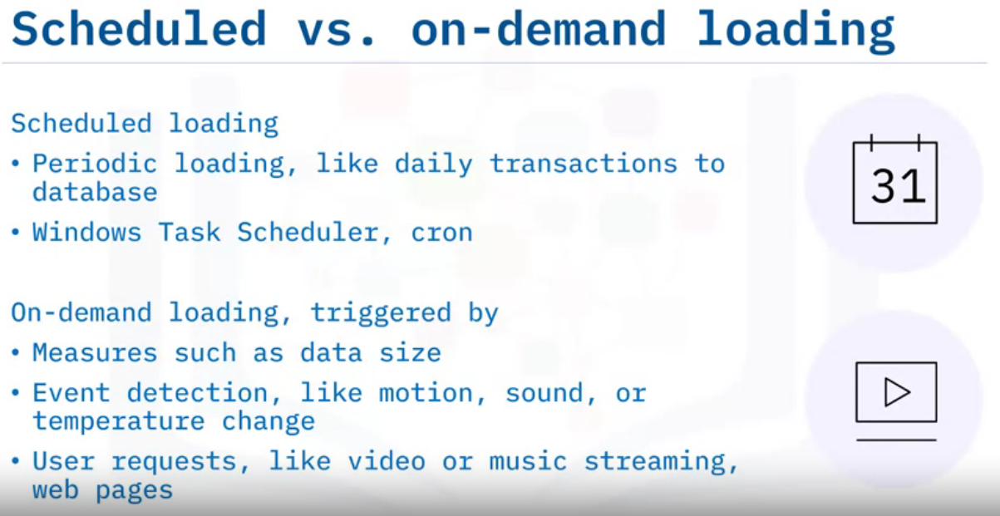 Scheduled vs. on-demand loading
Scheduled loading
• Periodic loading, like daily transactions to
database
• Windows Task Scheduler, cron
31
On-demand loading, triggered by
• Measures such as data size
• Event detection, like motion, sound, or
temperature change
• User requests, like video or music streaming,
web pages